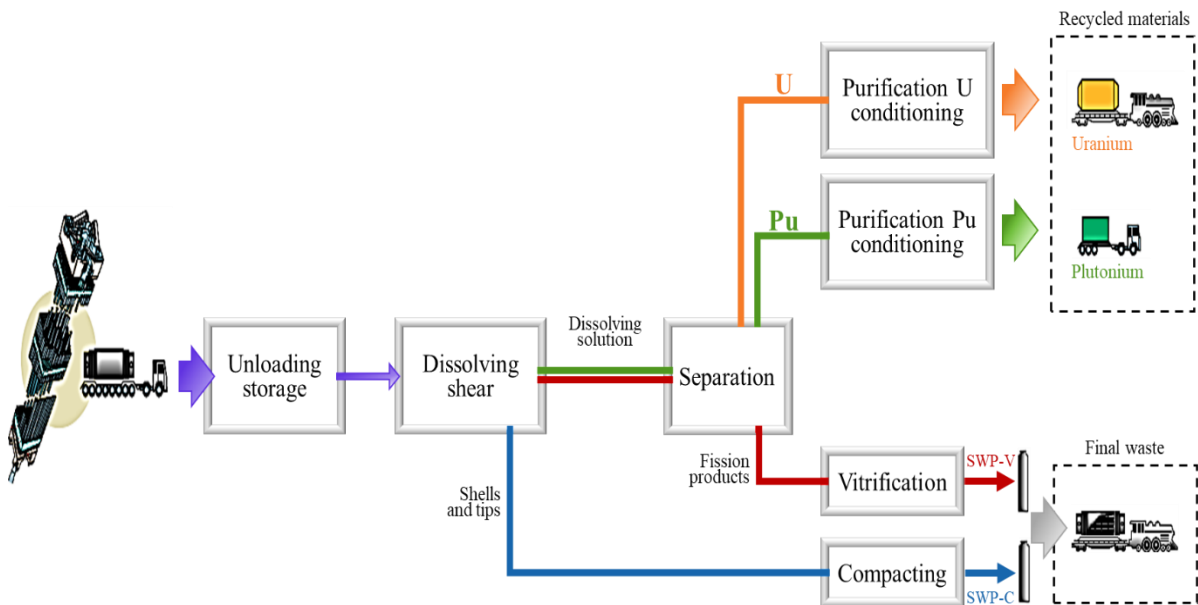 Recycled materials
U
Purification U
conditioning
Uranium
Pu
Purification Pu
conditioning
Plutonium
Unloading
storage
Dissolving
shear
Dissolving
solution
Separation
Shells
and tips
Fission
products
Vitrification
SWP-V
Final waste
Compacting
SWP-C